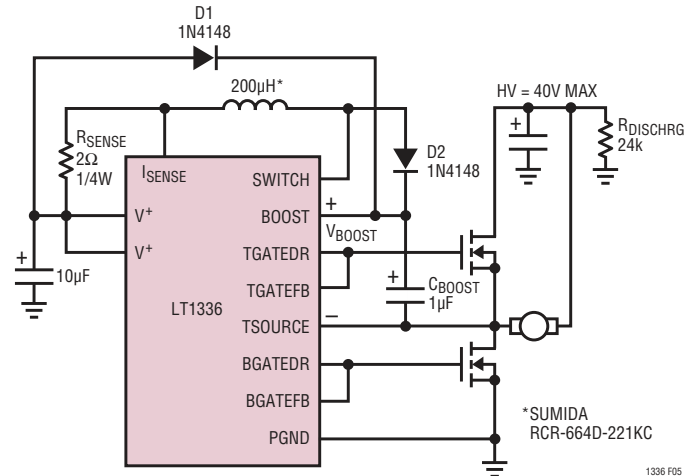 D1
1N4148
200µH*
HV = 40V MAX
RSENSE
2Ω
1/4W
+
RDISCHRG
24k
D2
1N4148
ISENSE
SWITCH
V+
BOOST
+
VBOOST
V+
TGATEDR
+
10µF
TGATEFB
+
CBOOST
1µF
LT1336
TSOURCE
–
BGATEDR
BGATEFB
*SUMIDA
RCR-664D-221KC
PGND
1336 F05